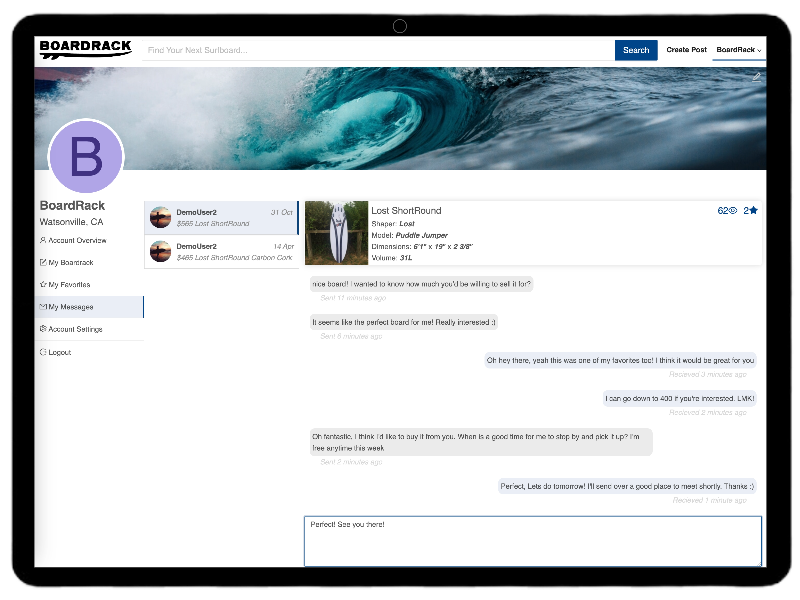 BOARDRACK
Find Your Next Surfboard...
Search
Create Post
BoardRack
B
BoardRack
Watsonville, CA
Account Overview
My Boardrack
My Favorites
My Messages
Account Settings
Logout
DemoUser2
31 Oct
$565 Lost ShortRound
DemoUser2
14 Apr
$465 Lost ShortRound Carbon Cork
Lost ShortRound
62
2
Shaper: Lost
Model: Puddle Jumper
Dimensions: 6'1" x 19" x 2 3/8"
Volume: 31L
nice board! I wanted to know how much you'd be willing to sell it for?
Sent 11 minutes ago
It seems like the perfect board for me! Really interested :)
Sent 6 minutes ago
Oh hey there, yeah this was one of my favorites too! I think it would be great for you
Recieved 3 minutes ago
I can go down to 400 if you're interested. LMK!
Recieved 2 minutes ago
Oh fantastic, I think I'd like to buy it from you. When is a good time for me to stop by and pick it up? I'm
free anytime this week
Sent 2 minutes ago
Perfect, Lets do tomorrow! I'll send over a good place to meet shortly. Thanks :)
Recieved 1 minute ago
Perfect! See you there!